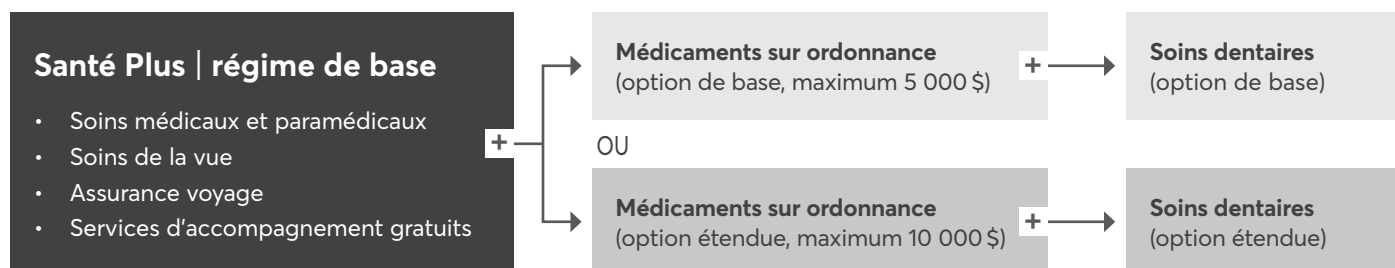 Santé Plus | régime de base
• Soins médicaux et paramédicaux
• Soins de la vue
• Assurance voyage
• Services d'accompagnement gratuits
+
Médicaments sur ordonnance
(option de base, maximum 5 000 $)
+
Soins dentaires
(option de base)
OU
Médicaments sur ordonnance
(option étendue, maximum 10 000 $)
+
Soins dentaires
(option étendue)